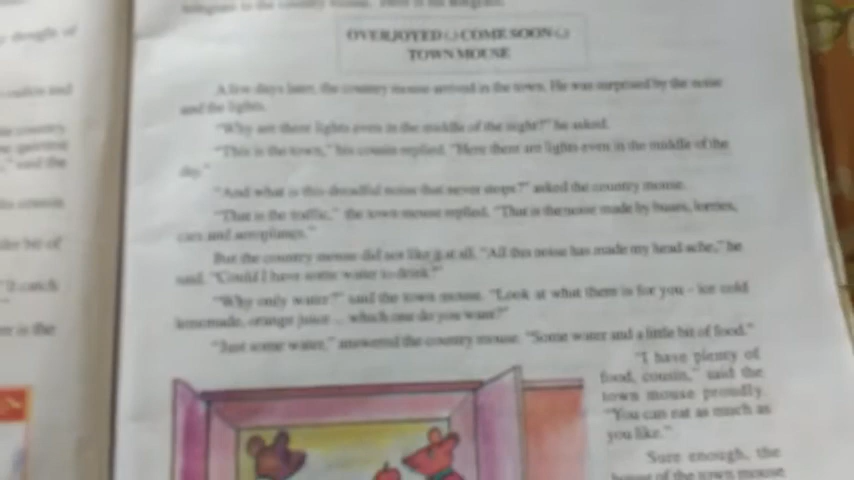 OVERJOYED COME SOON
TOWN MOUSE
A few days later, the country mouse arrived in the town. He was surprised by the noise
and the lights.
"Why are there lights even in the middle of the night?" he asked.
"This is the town," his cousin replied. "Here there are lights even in the middle of the
day."
"And what is this dreadful noise that never stops?" asked the country mouse.
"That is the traffic," the town mouse replied. "That is the noise made by buses, lorries,
cars and aeroplanes."
But the country mouse did not like it at all. "All this noise has made my head ache," he
said. "Could I have some water to drink?"
"Why only water?" said the town mouse. "Look at what there is for you - ice cold
lemonade, orange juice ... which one do you want?"
"Just some water," answered the country mouse. "Some water and a little bit of food."
"I have plenty of
food, cousin," said the
town mouse proudly.
"You can eat as much as
you like."
Sure enough, the
house of the town mouse